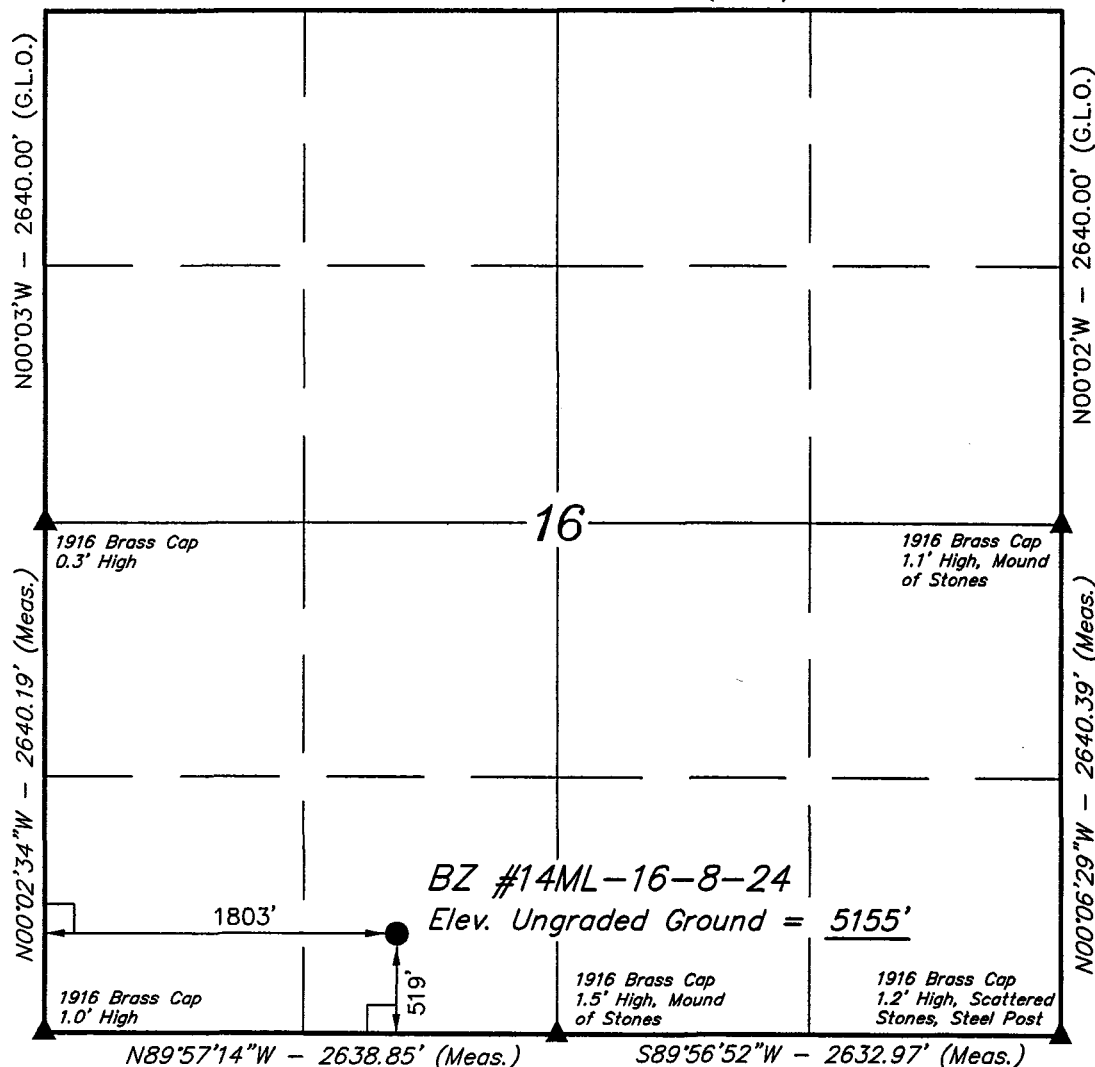 N00°03'W - 2640.00' (G.L.O.)
N00°02'W - 2640.00' (G.L.O.)
16
1916 Brass Cap
0.3' High
1916 Brass Cap
1.1' High, Mound
of Stones
N00°02'34"W - 2640.19' (Meas.)
N00°06'29"W - 2640.39' (Meas.)
BZ #14ML-16-8-24
Elev. Ungraded Ground = 5155'
1803'
519'
1916 Brass Cap
1.0' High
1916 Brass Cap
1.5' High, Mound
of Stones
1916 Brass Cap
1.2' High, Scattered
Stones, Steel Post
N89°57'14"W - 2638.85' (Meas.)
S89°56'52"W - 2632.97' (Meas.)